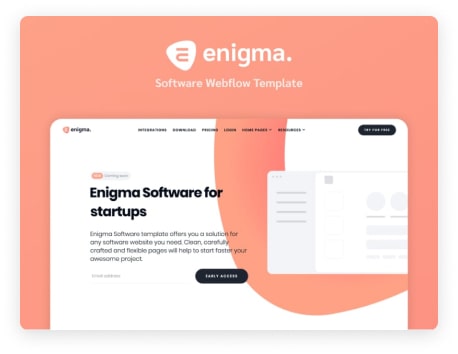 enigma.
Software Webflow Template
enigma.
INTEGRATIONS DOWNLOAD PRICING LOGIN HOME PAGES RESOURCES
TRY FOR FREE
Coming soon
Enigma Software for
startups
Enigma Software template offers you a solution for
any software website you need. Clean, carefully
crafted and flexible pages will help to start faster your
awesome project.
Email address
EARLY ACCESS